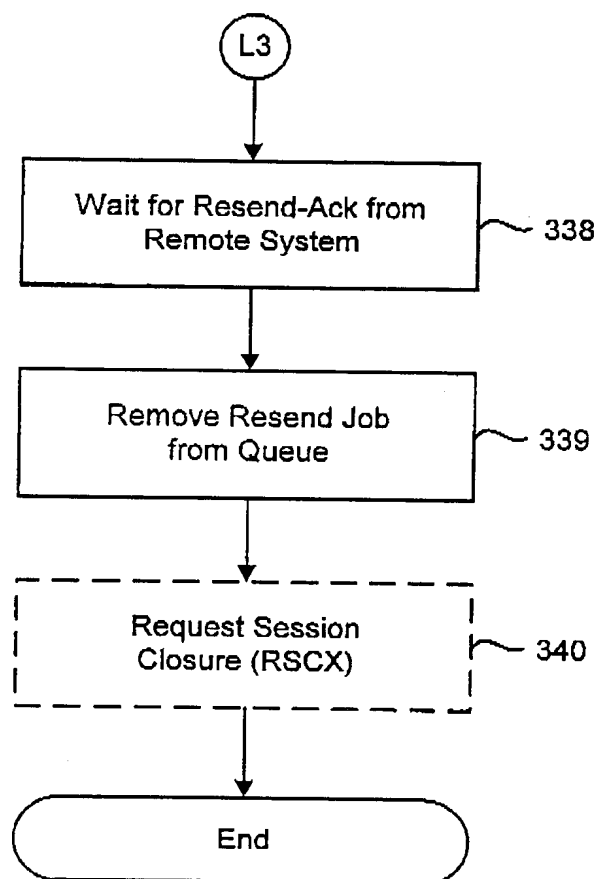 L3
Wait for Resend-Ack from
Remote System
338
Remove Resend Job
from Queue
339
Request Session
Closure (RSCX)
340
End